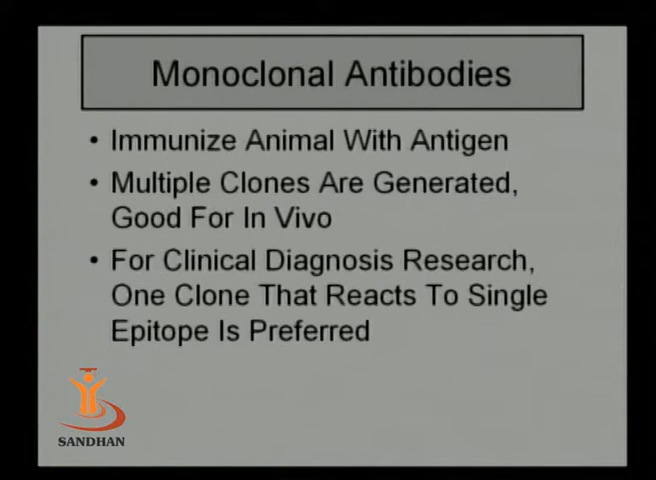 Monoclonal Antibodies
• Immunize Animal With Antigen
• Multiple Clones Are Generated,
Good For In Vivo
• For Clinical Diagnosis Research,
One Clone That Reacts To Single
Epitope Is Preferred
SANDHAN